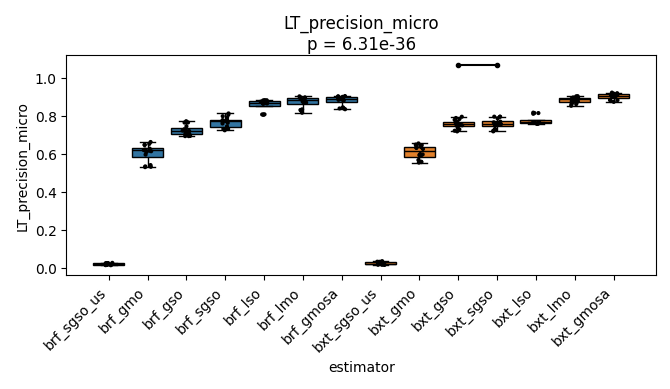 LT_precision_micro
p = 6.31e-36
LT_precision_micro
1.0
0.8
0.6
0.4
0.2
0.0
brf_sgso_us
brf_gmo
brf_gso
brf_sgso
brf_lso
brf_lmo
brf_gmosa
bxt_sgso_us
bxt_gmo
bxt_gso
bxt_sgso
bxt_lso
bxt_lmo
bxt_gmosa
estimator